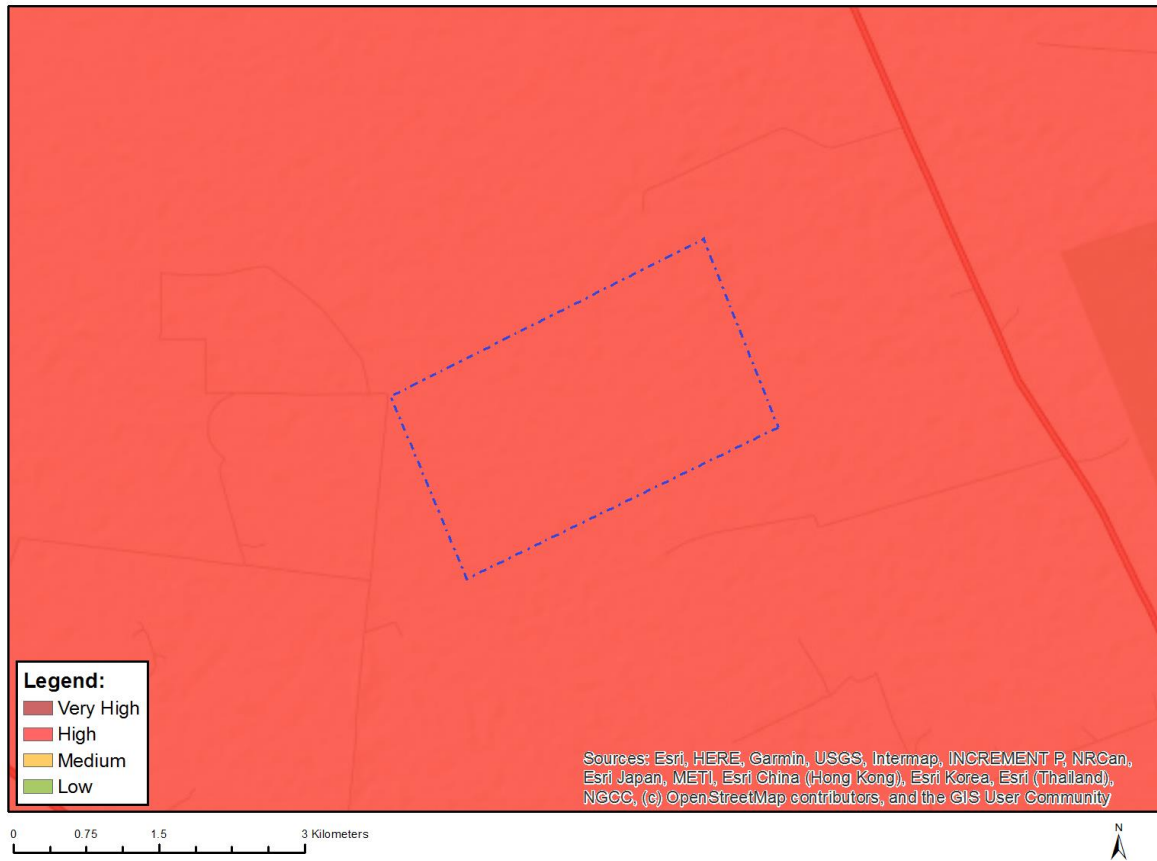 Legend:
Very High
High
Medium
Low
Sources: Esri, HERE, Garmin, USGS, Intermap, INCREMENT P, NRCan,
Esri Japan, METI, Esri China (Hong Kong), Esri Korea, Esri (Thailand),
NGCC, (c) OpenStreetMap contributors, and the GIS User Community
0 0.75 1.5 3 Kilometers
N